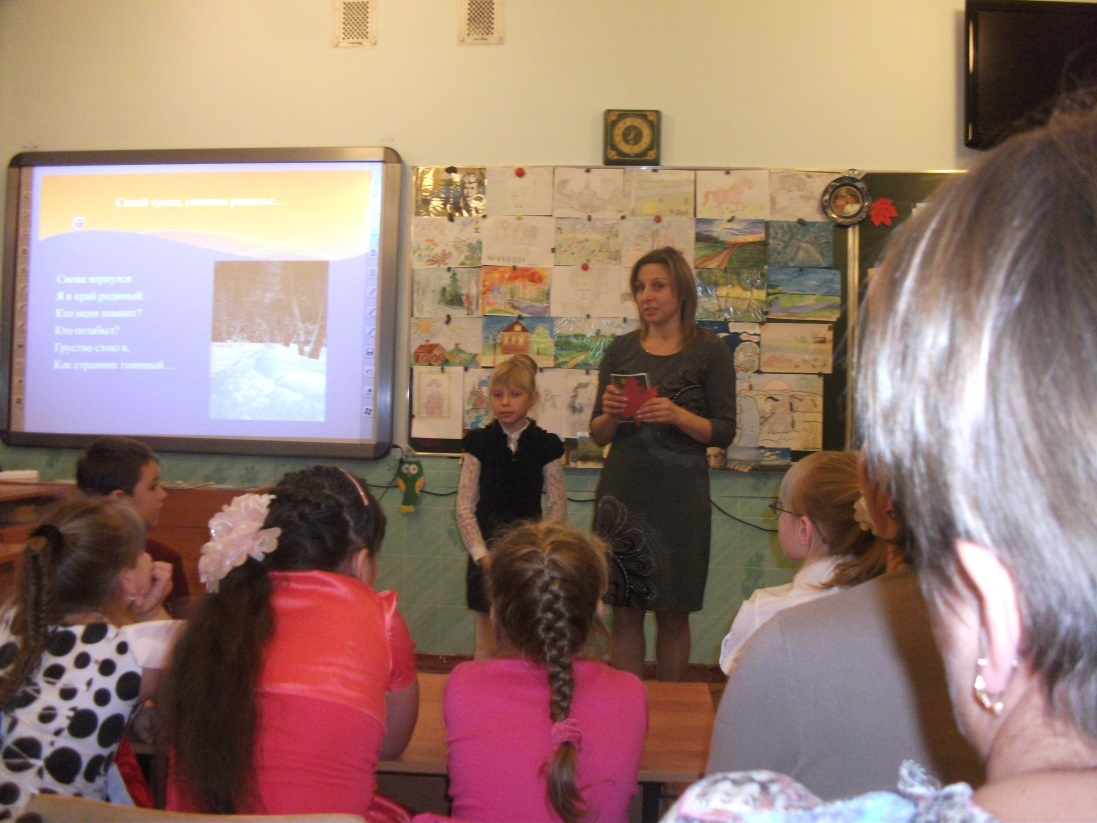 Синий туман, снеговое раздолье...
Снова вернулся
Я в край родимый.
Кто меня помнит?
Кто позабыл?
Грустно стою я,
Как странник гонимый...